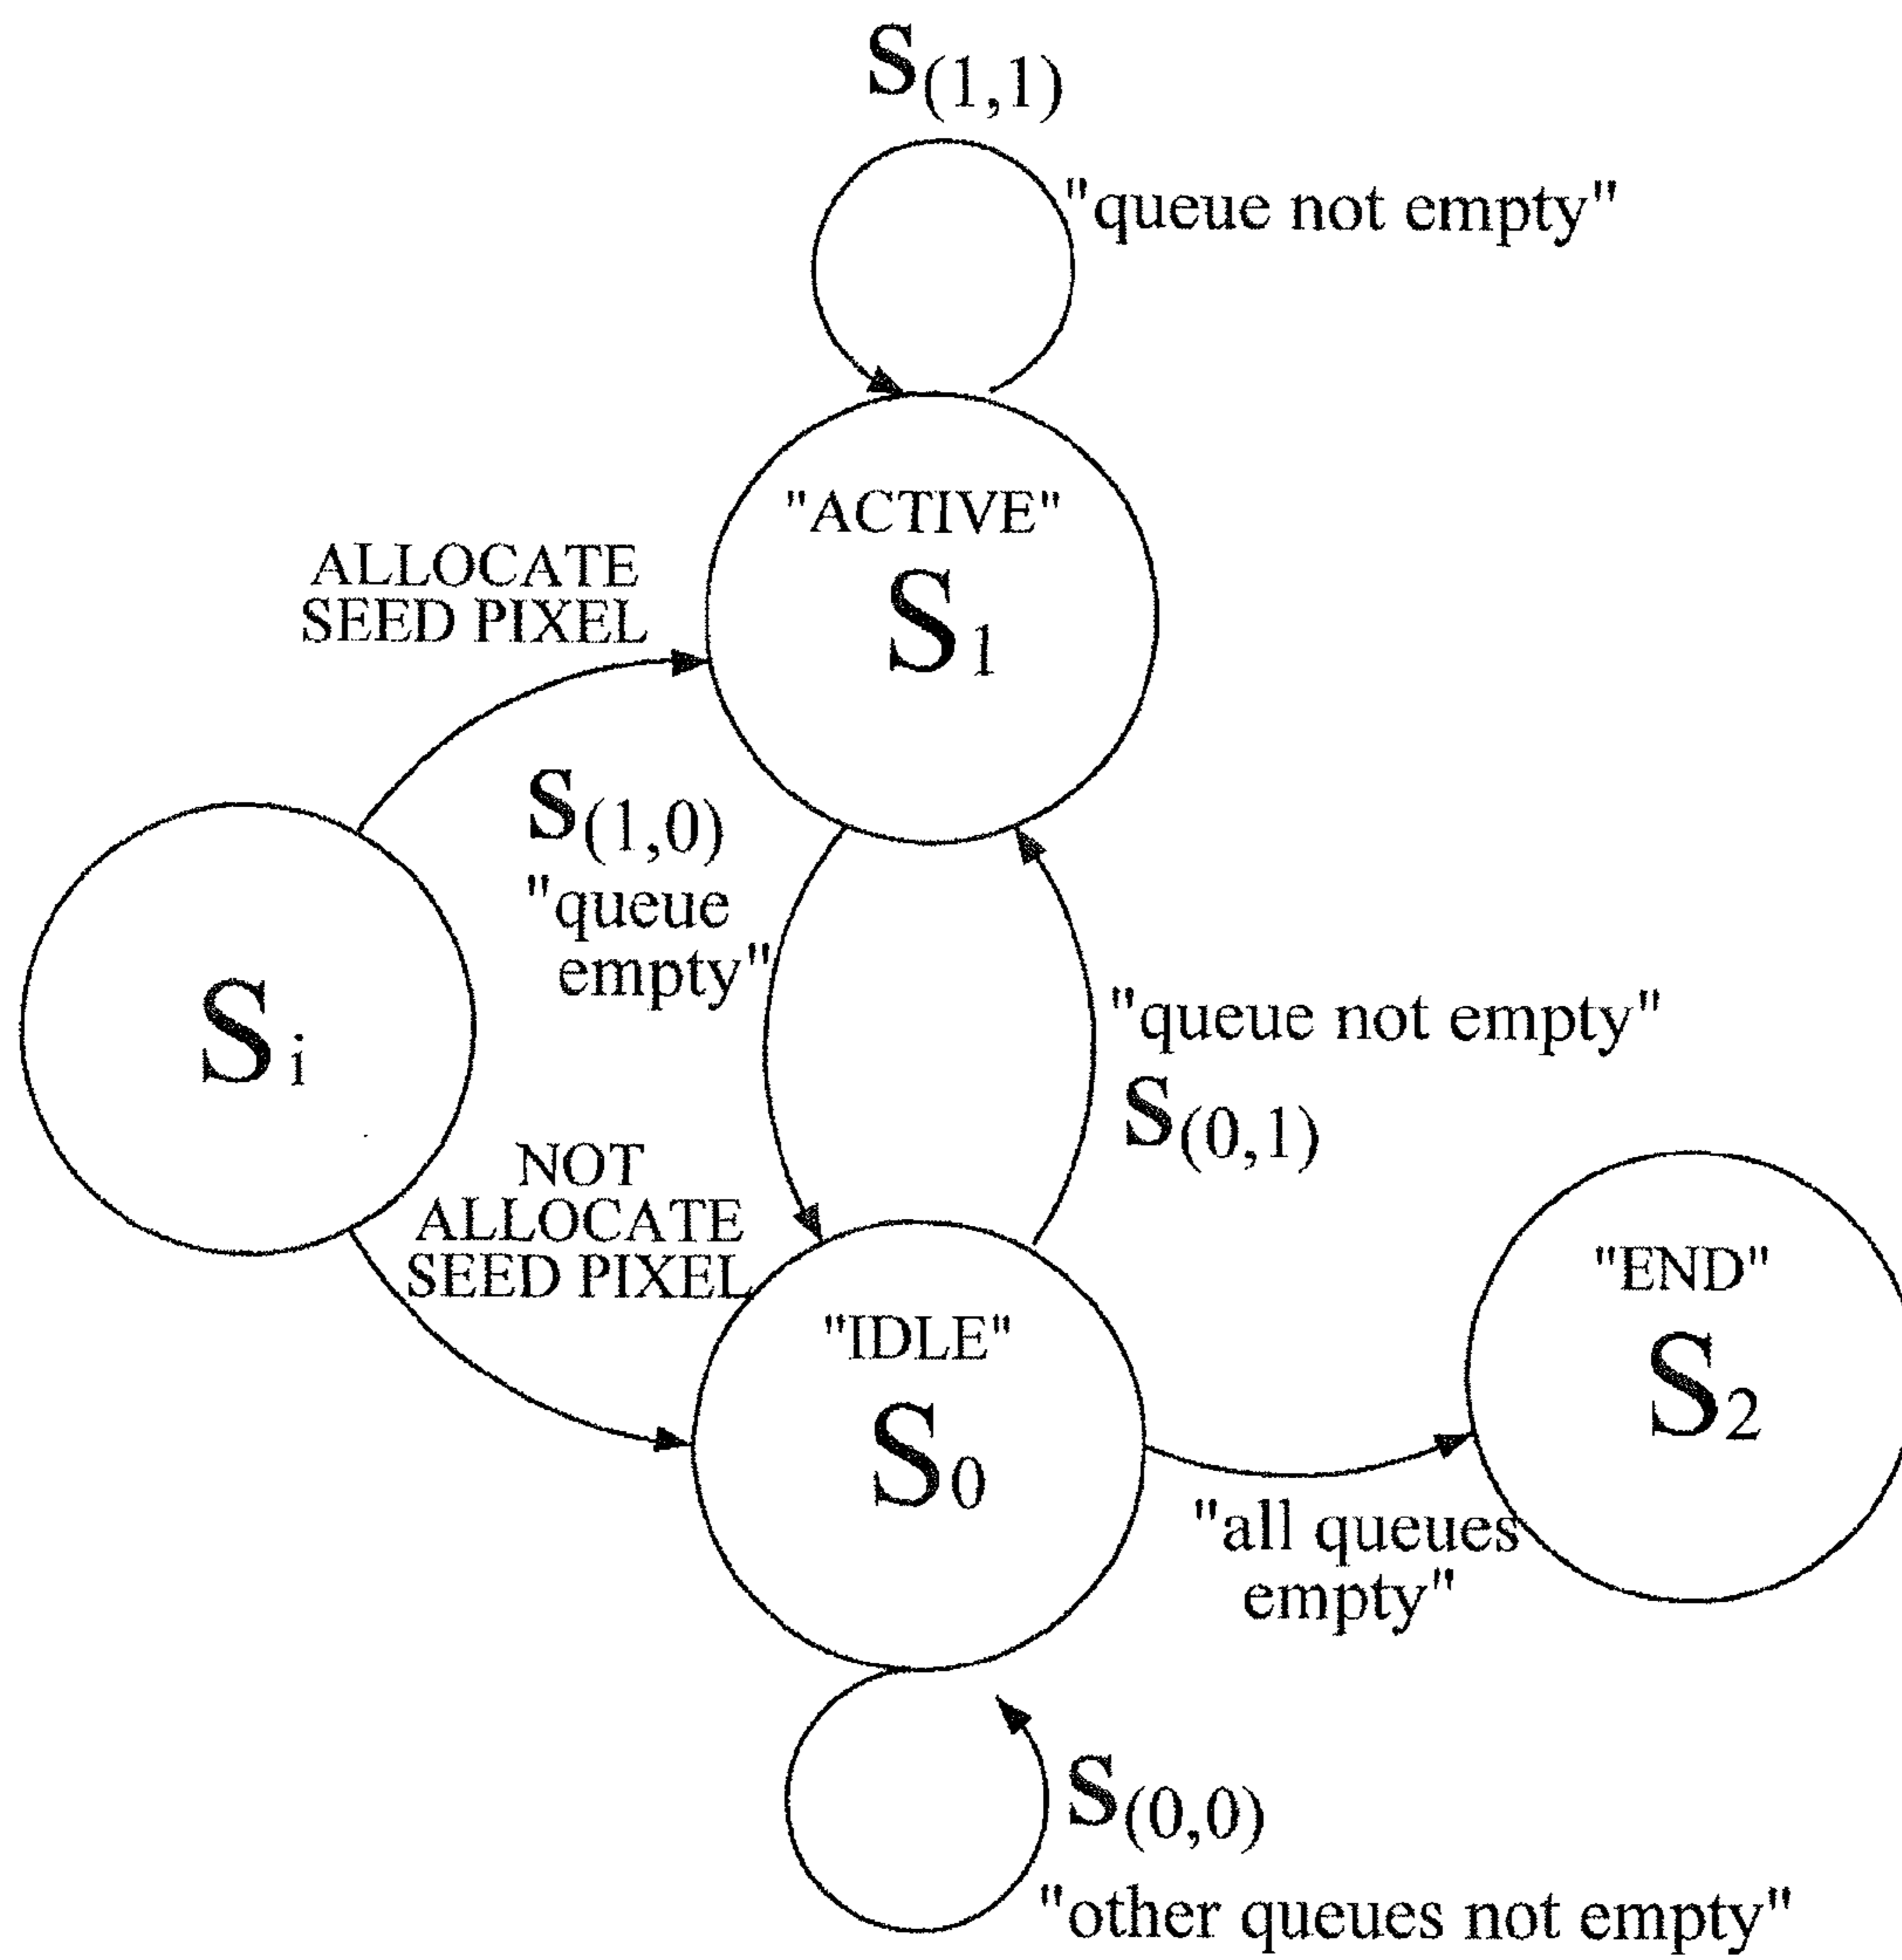 S(1,1)
"queue not empty"
"ACTIVE"
S1
ALLOCATE
SEED PIXEL
S(1,0)
"queue
empty"
Si
"queue not empty"
S(0,1)
NOT
ALLOCATE
SEED PIXEL
"IDLE"
S0
"END"
S2
"all queues
empty"
S(0,0)
"other queues not empty"